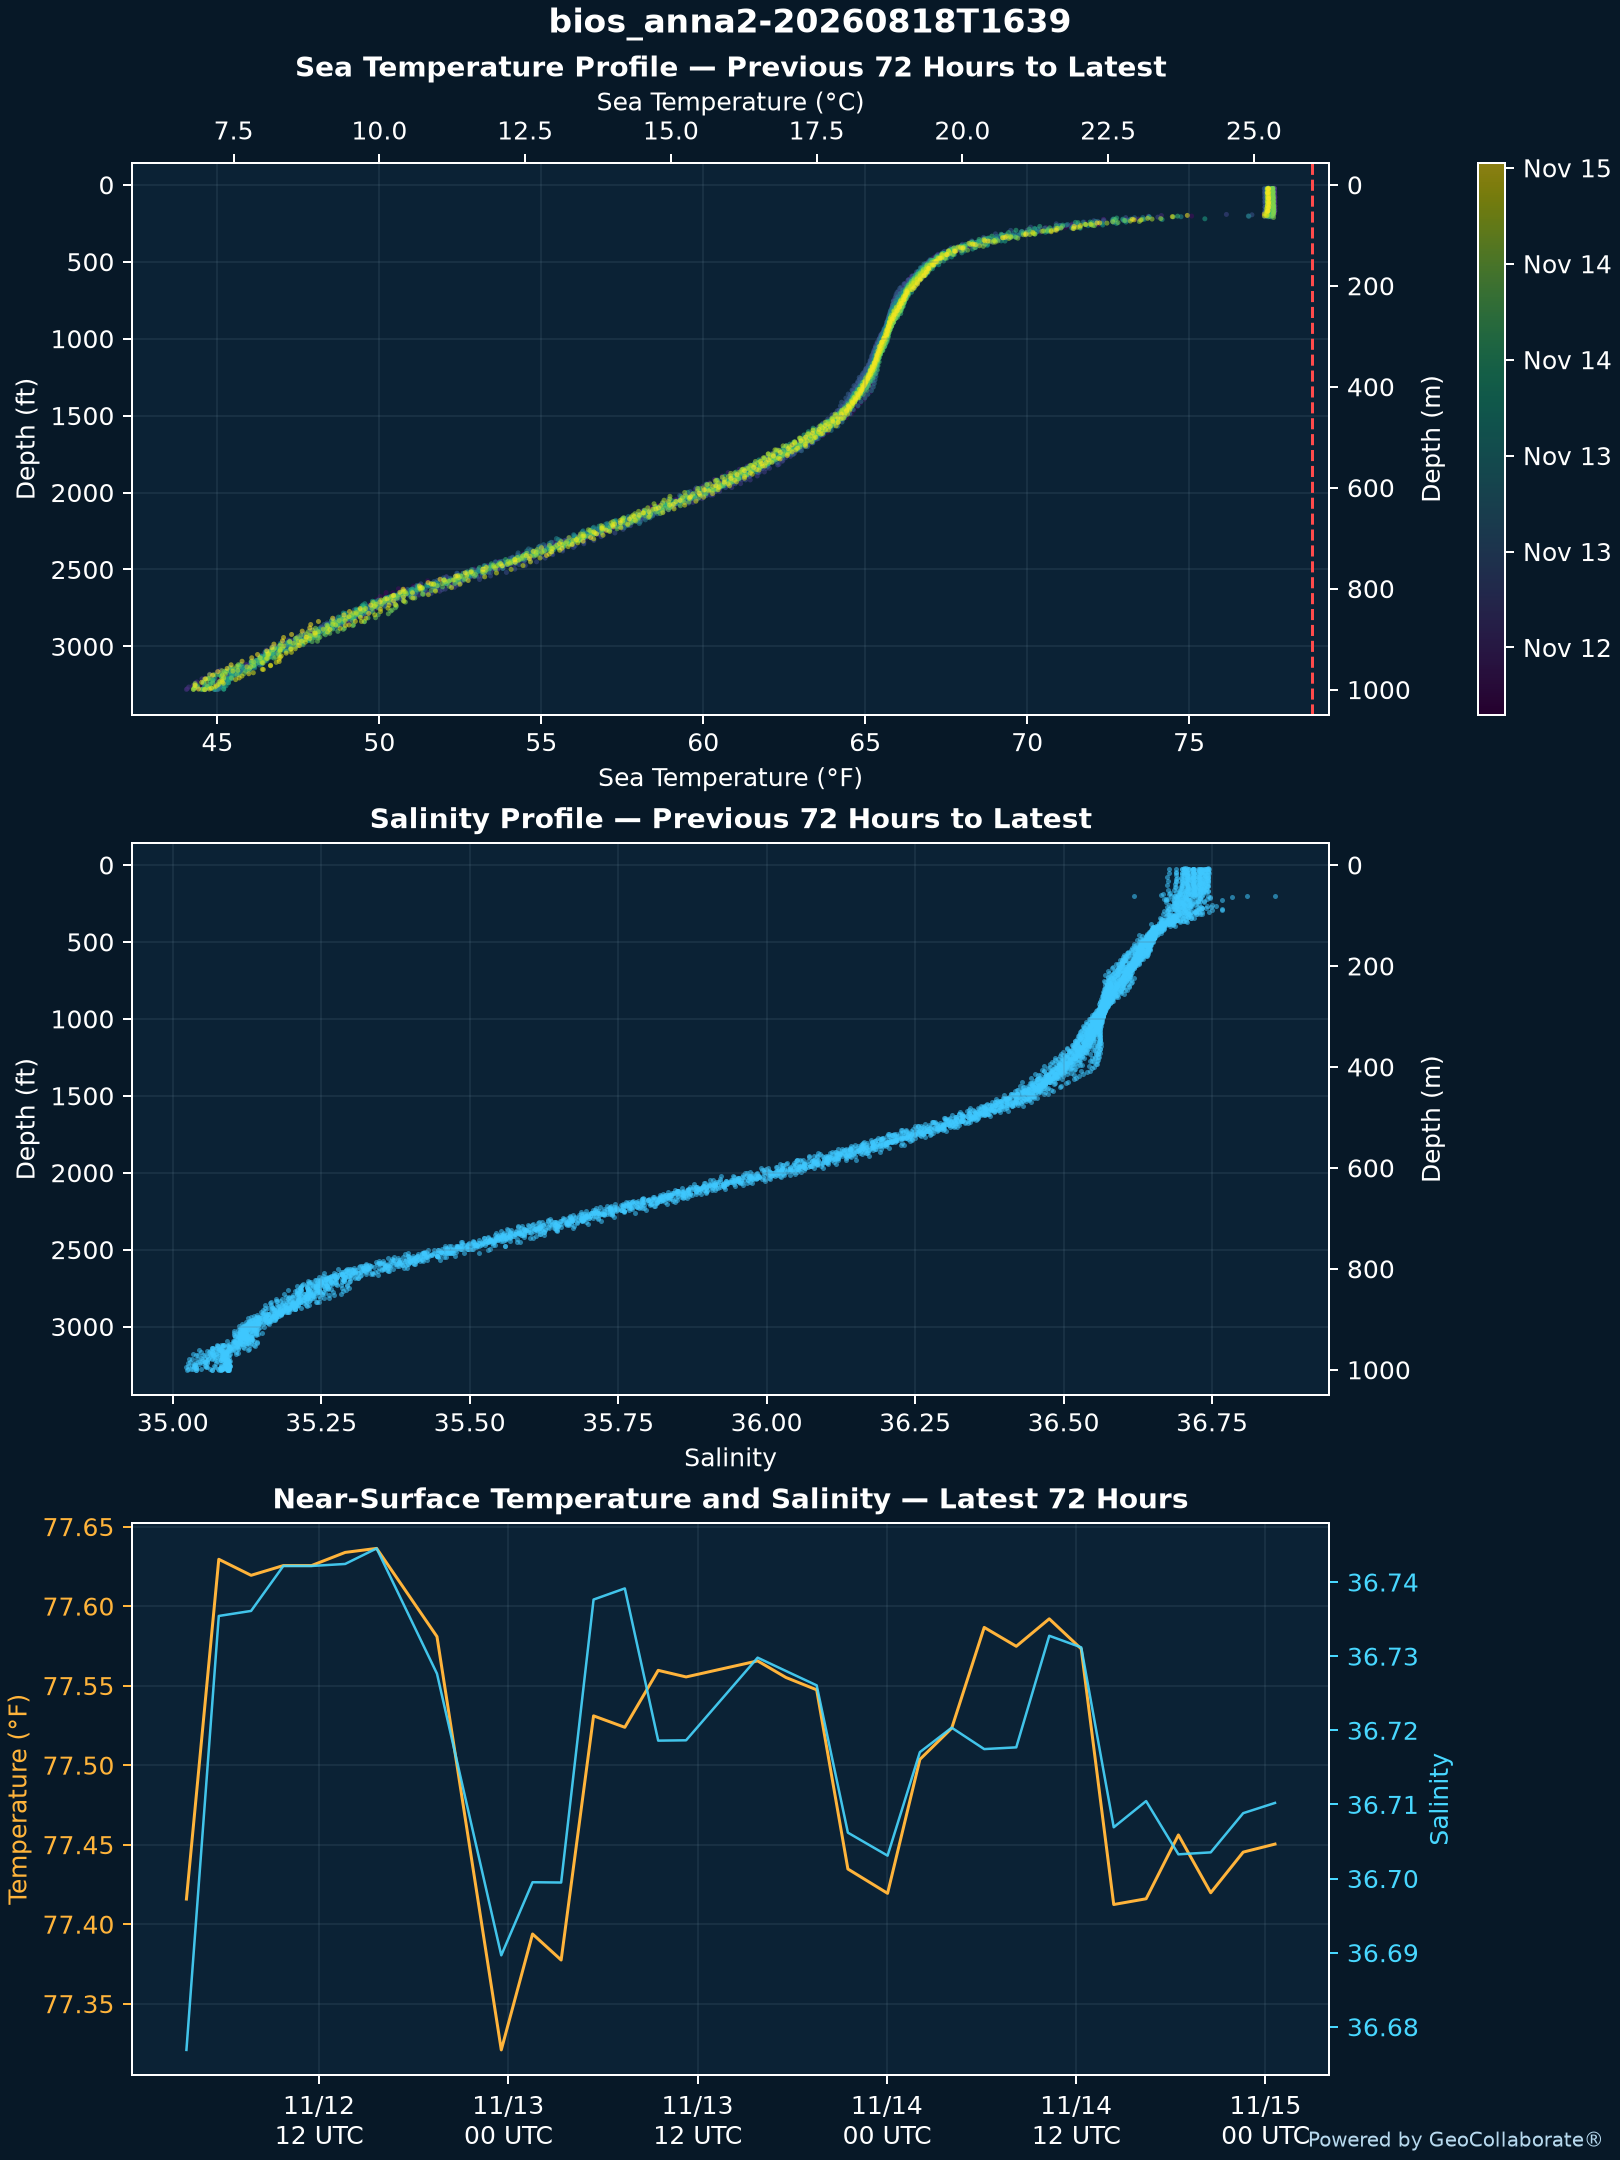 bios_anna2-20260818T1639
Sea Temperature Profile — Previous 72 Hours to Latest
Sea Temperature (°C)
7.5 10.0 12.5 15.0 17.5 20.0 22.5 25.0
0
500
1000
1500
2000
2500
3000
Depth (ft)
0
200
400
600
800
1000
Depth (m)
45 50 55 60 65 70 75
Sea Temperature (°F)
Nov 15
Nov 14
Nov 14
Nov 13
Nov 13
Nov 12
Salinity Profile — Previous 72 Hours to Latest
0
500
1000
1500
2000
2500
3000
Depth (ft)
0
200
400
600
800
1000
Depth (m)
35.00 35.25 35.50 35.75 36.00 36.25 36.50 36.75
Salinity
Near-Surface Temperature and Salinity — Latest 72 Hours
77.65
77.60
77.55
77.50
77.45
77.40
77.35
Temperature (°F)
36.74
36.73
36.72
36.71
36.70
36.69
36.68
Salinity
11/12 11/13 11/13 11/14 11/14 11/15
12 UTC 00 UTC 12 UTC 00 UTC 12 UTC 00 UTC
Powered by GeoCollaborate®